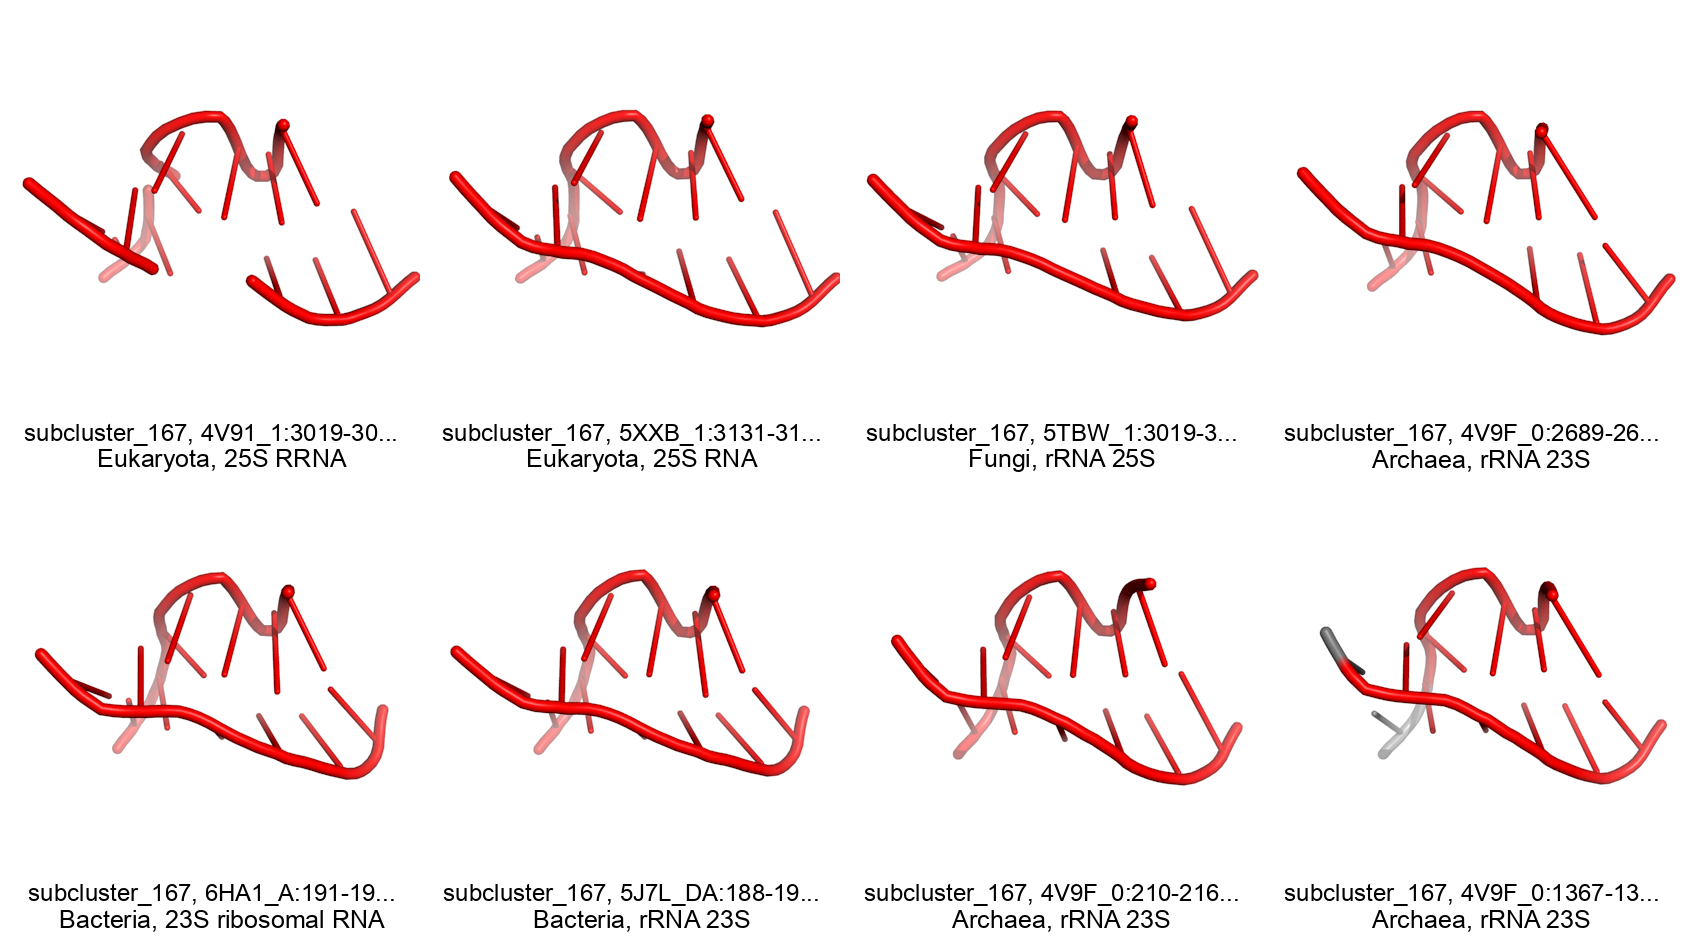 subcluster_167, 4V91_1:3019-30...
Eukaryota, 25S RRNA
subcluster_167, 5XXB_1:3131-31...
Eukaryota, 25S RNA
subcluster_167, 5TBW_1:3019-3...
Fungi, rRNA 25S
subcluster_167, 4V9F_0:2689-26...
Archaea, rRNA 23S
subcluster_167, 6HA1_A:191-19...
Bacteria, 23S ribosomal RNA
subcluster_167, 5J7L_DA:188-19...
Bacteria, rRNA 23S
subcluster_167, 4V9F_0:210-216...
Archaea, rRNA 23S
subcluster_167, 4V9F_0:1367-13...
Archaea, rRNA 23S